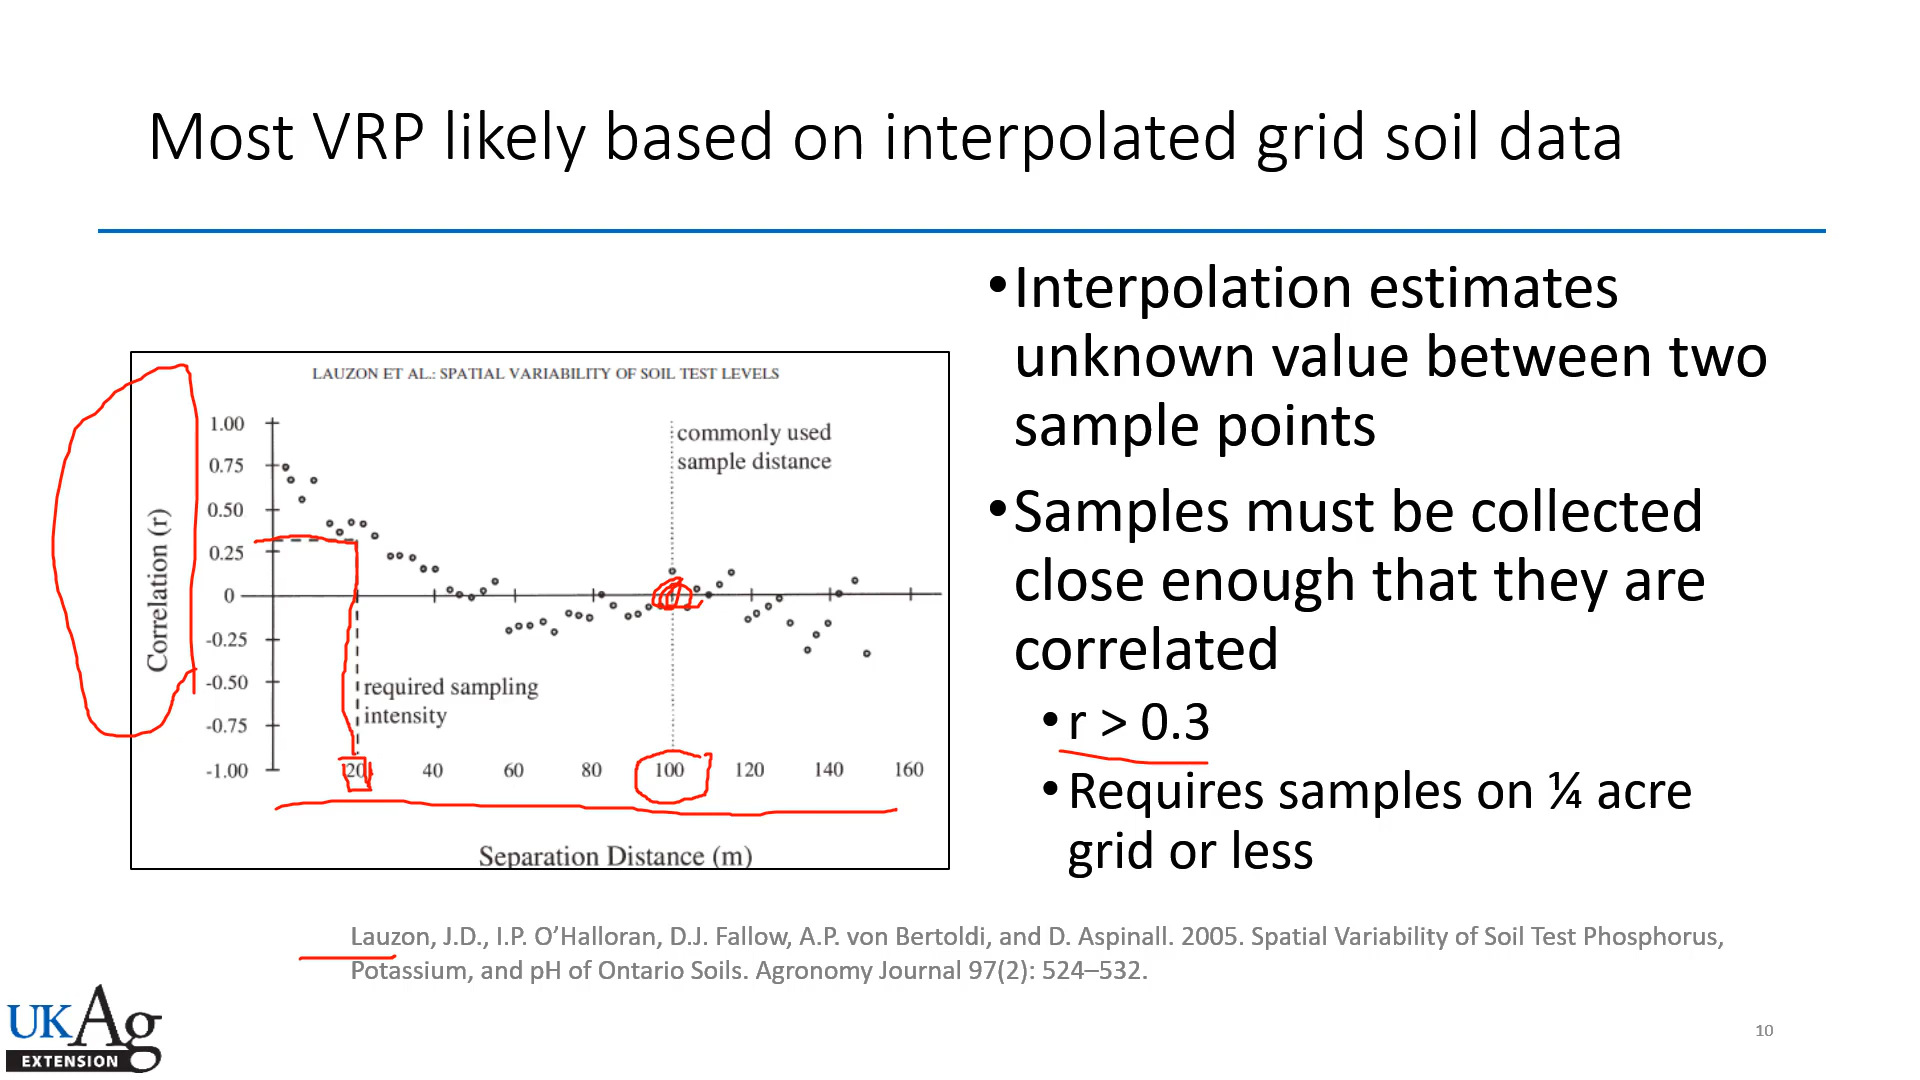 Most VRP likely based on interpolated grid soil data
LAUZON ET AL.: SPATIAL VARIABILITY OF SOIL TEST LEVELS
1.00
0.75
0.50
0.25
0
-0.25
-0.50
-0.75
-1.00
Correlation (r)
commonly used
sample distance
required sampling
intensity
20 40 60 80 100 120 140 160
Separation Distance (m)
•Interpolation estimates
unknown value between two
sample points
•Samples must be collected
close enough that they are
correlated
•r > 0.3
•Requires samples on ¼ acre
grid or less
Lauzon, J.D., I.P. O’Halloran, D.J. Fallow, A.P. von Bertoldi, and D. Aspinall. 2005. Spatial Variability of Soil Test Phosphorus,
Potassium, and pH of Ontario Soils. Agronomy Journal 97(2): 524–532.
UKAg
EXTENSION
10